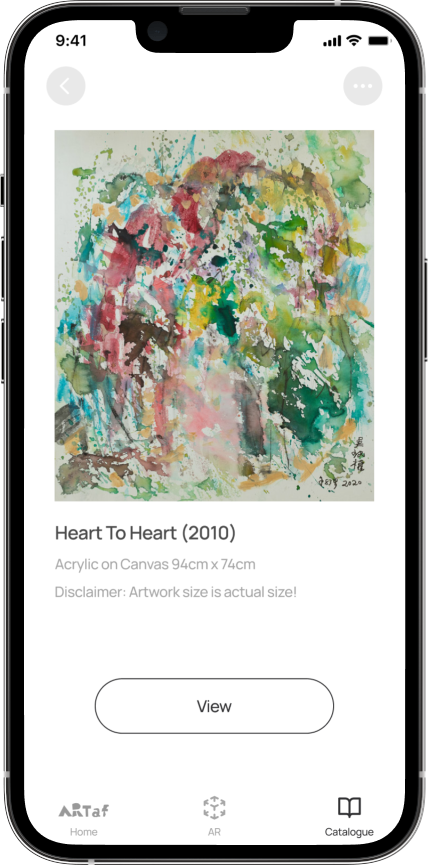 9:41
2020
Heart To Heart (2010)
Acrylic on Canvas 94cm x 74cm
Disclaimer: Artwork size is actual size!
View
ARTaf
Home
AR
Catalogue